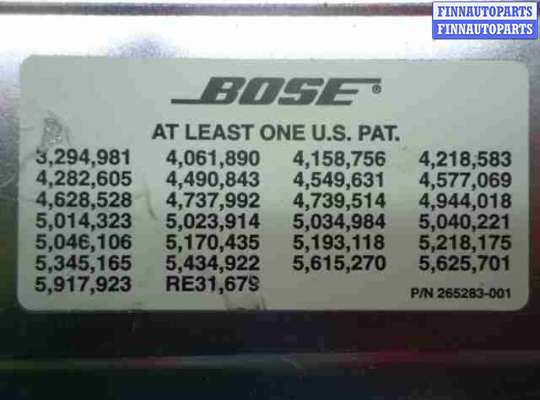 FINNAUTOPARTS
FINNAUTOPARTS
BOSE®
AT LEAST ONE U.S. PAT.
3,294,981 4,061,890 4,158,756 4,218,583
4,282,605 4,490,843 4,549,631 4,577,069
4,628,528 4,737,992 4,739,514 4,944,018
5,014,323 5,023,914 5,034,984 5,040,221
5,046,106 5,170,435 5,193,118 5,218,175
5,345,165 5,434,922 5,615,270 5,625,701
5,917,923 RE31,679
P/N 265283-001